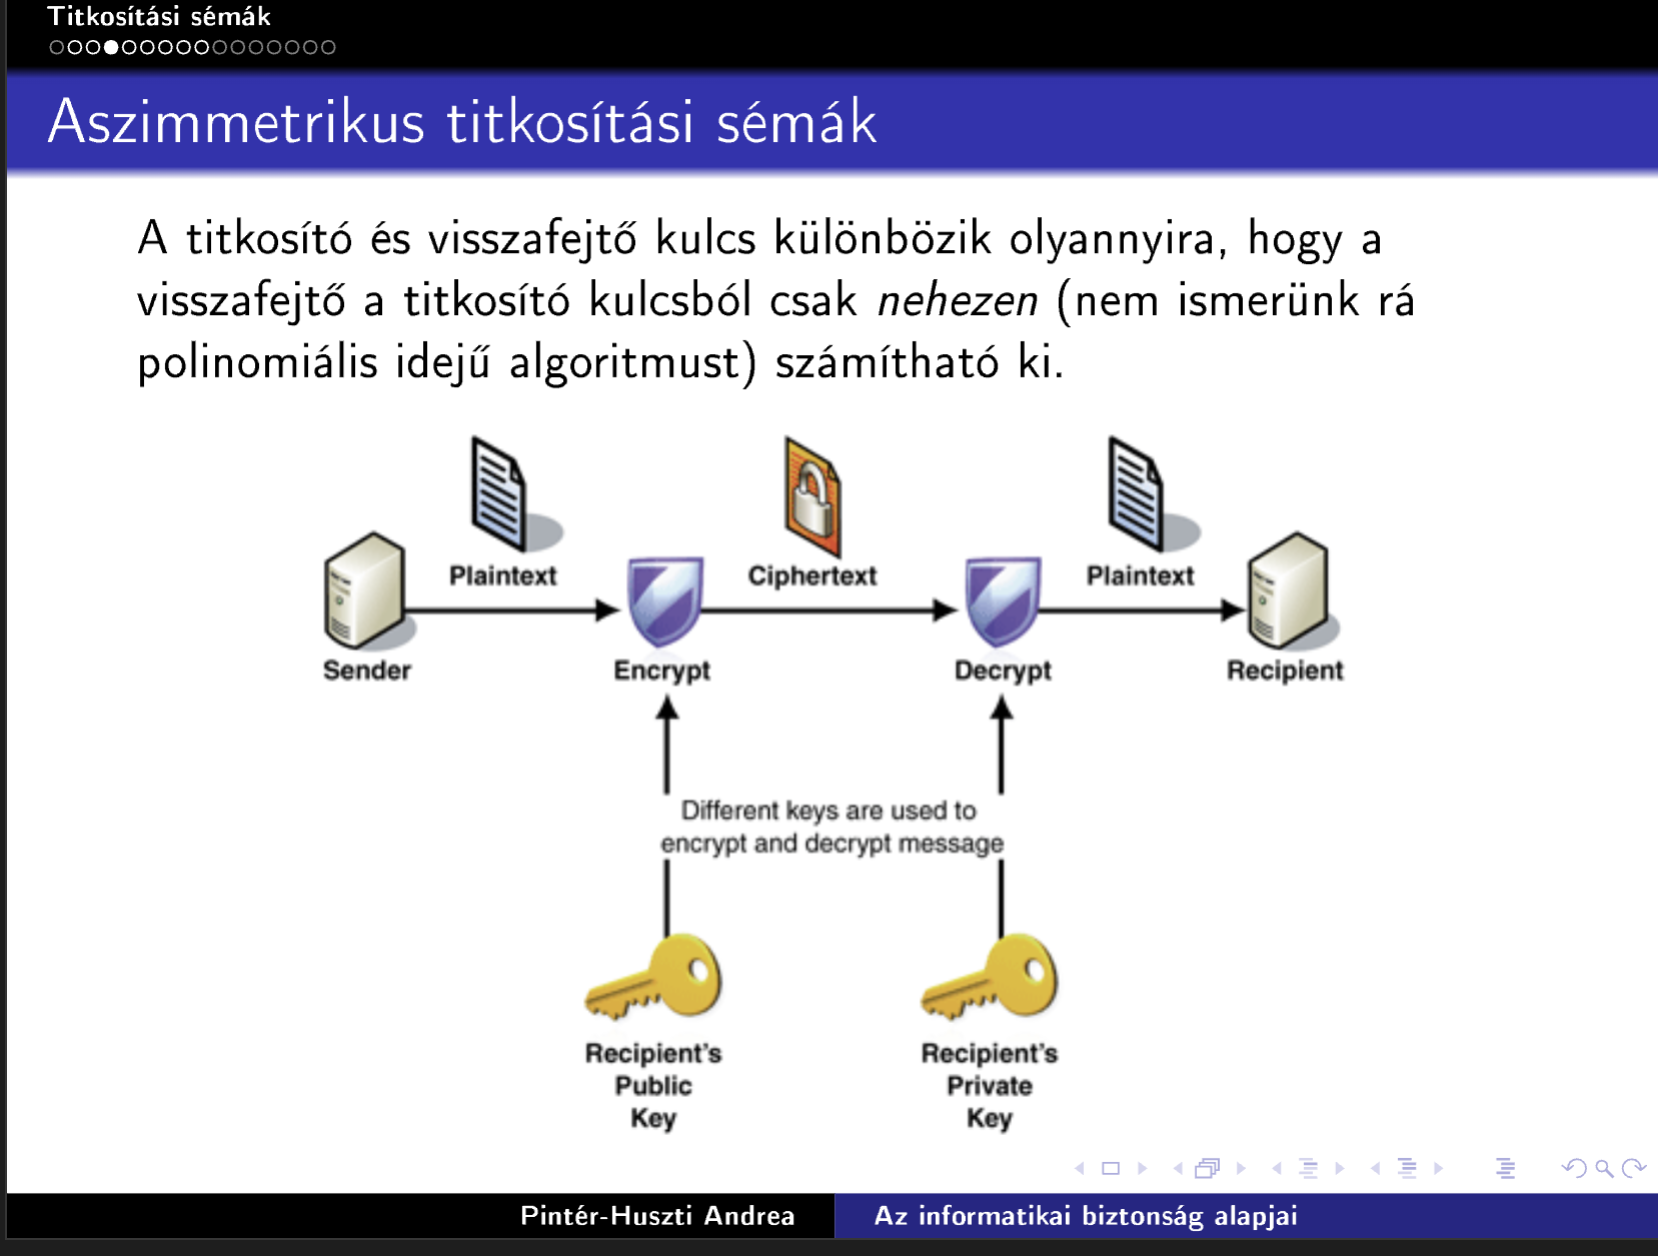 Titkosítási sémák
Aszimmetrikus titkosítási sémák
A titkosító és visszafejtő kulcs különbözik olyannyira, hogy a
visszafejtő a titkosító kulcsból csak nehezen (nem ismerünk rá
polinomiális idejű algoritmust) számítható ki.
Plaintext
Ciphertext
Plaintext
Sender
Encrypt
Decrypt
Recipient
Different keys are used to
encrypt and decrypt message
Recipient's
Public
Key
Recipient's
Private
Key
Pintér-Huszti Andrea
Az informatikai biztonság alapjai